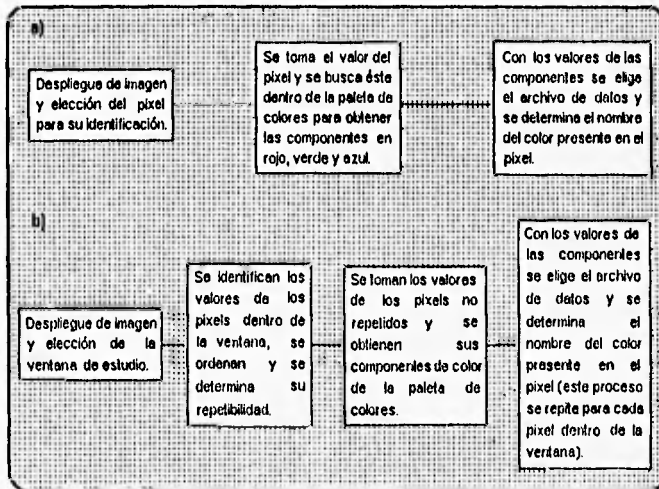 a)
Despliegue de imagen
y elección del pixel
para su identificación.
Se toma el valor del
pixel y se busca éste
dentro de la paleta de
colores para obtener
las componentes en
rojo, verde y azul.
Con los valores de las
componentes se elige
el archivo de datos y
se determina el nombre
del color presente en el
pixel.
b)
Despliegue de imagen
y elección de la
ventana de estudio.
Se identifican los
valores de los
pixels dentro de
la ventana, se
ordenan y se
determina su
repetibilidad.
Se toman los valores
de los pixels no
repetidos y se
obtienen sus
componentes de color
de la paleta de
colores.
Con los valores de
las componentes
se elige el archivo
de datos y se
determina el
nombre del color
presente en el
pixel (este proceso
se repite para cada
pixel dentro de la
ventana).